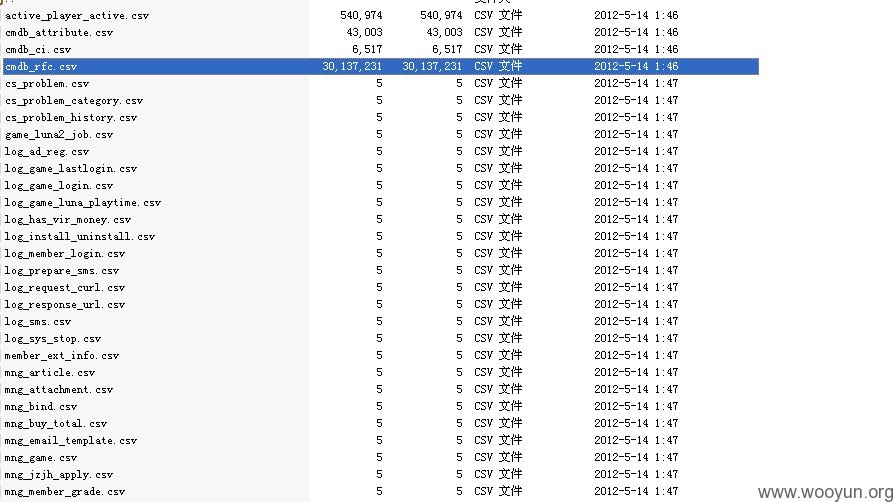 active_player_active.csv 540,974 540,974 CSV 文件 2012-5-14 1:46
cmdb_attribute.csv 43,003 43,003 CSV 文件 2012-5-14 1:46
cmdb_ci.csv 6,517 6,517 CSV 文件 2012-5-14 1:46
cmdb_rfc.csv 30,137,231 30,137,231 CSV 文件 2012-5-14 1:46
cs_problem.csv 5 5 CSV 文件 2012-5-14 1:47
cs_problem_category.csv 5 5 CSV 文件 2012-5-14 1:47
cs_problem_history.csv 5 5 CSV 文件 2012-5-14 1:47
game_luna2_job.csv 5 5 CSV 文件 2012-5-14 1:47
log_ad_reg.csv 5 5 CSV 文件 2012-5-14 1:47
log_game_lastlogin.csv 5 5 CSV 文件 2012-5-14 1:47
log_game_login.csv 5 5 CSV 文件 2012-5-14 1:47
log_game_luna_playtime.csv 5 5 CSV 文件 2012-5-14 1:47
log_has_vir_money.csv 5 5 CSV 文件 2012-5-14 1:47
log_install_uninstall.csv 5 5 CSV 文件 2012-5-14 1:47
log_member_login.csv 5 5 CSV 文件 2012-5-14 1:47
log_prepare_sms.csv 5 5 CSV 文件 2012-5-14 1:47
log_request_curl.csv 5 5 CSV 文件 2012-5-14 1:47
log_response_url.csv 5 5 CSV 文件 2012-5-14 1:47
log_sms.csv 5 5 CSV 文件 2012-5-14 1:47
log_sys_stop.csv 5 5 CSV 文件 2012-5-14 1:47
member_ext_info.csv 5 5 CSV 文件 2012-5-14 1:47
mng_article.csv 5 5 CSV 文件 2012-5-14 1:47
mng_attachment.csv 5 5 CSV 文件 2012-5-14 1:47
mng_bind.csv 5 5 CSV 文件 2012-5-14 1:47
mng_buy_total.csv 5 5 CSV 文件 2012-5-14 1:47
mng_email_template.csv 5 5 CSV 文件 2012-5-14 1:47
mng_game.csv 5 5 CSV 文件 2012-5-14 1:47
mng_jzjh_apply.csv 5 5 CSV 文件 2012-5-14 1:47
mng_member_grade.csv 5 5 CSV 文件 2012-5-14 1:47
www.wooyun.org